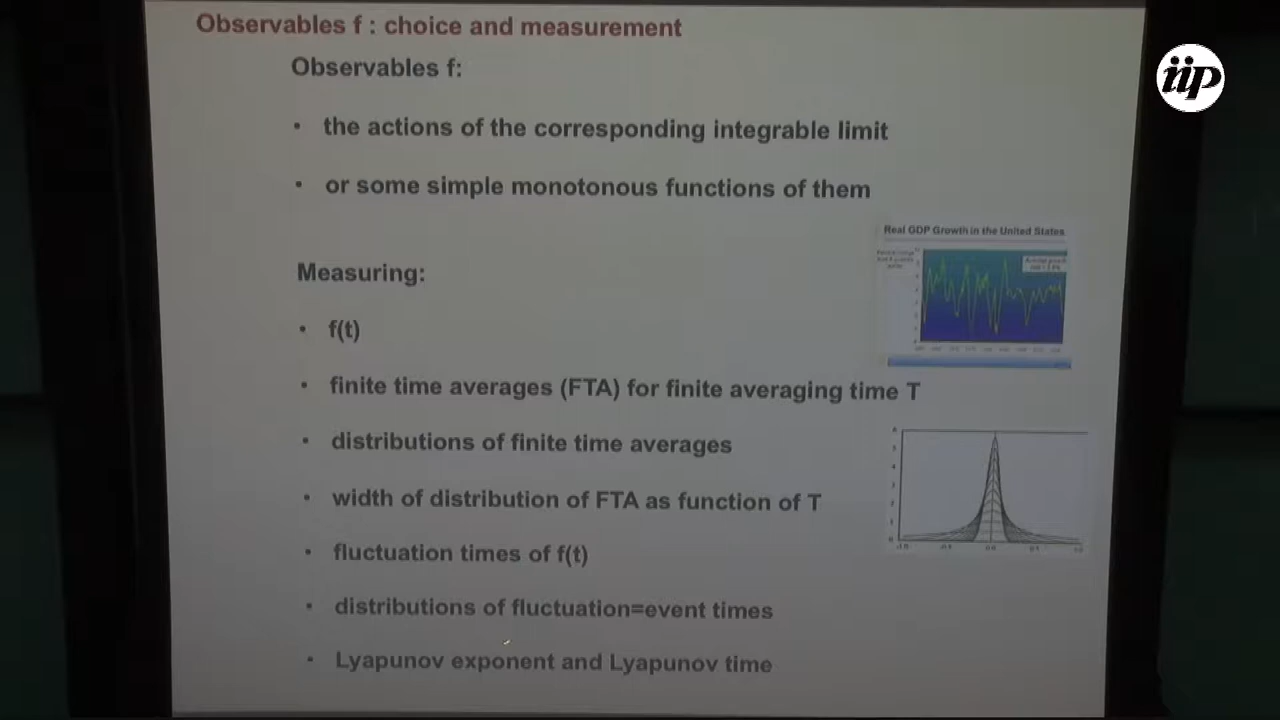 Observables f : choice and measurement
Observables f:
• the actions of the corresponding integrable limit
• or some simple monotonous functions of them
Real GDP Growth in the United States
Measuring:
• f(t)
• finite time averages (FTA) for finite averaging time T
• distributions of finite time averages
• width of distribution of FTA as function of T
• fluctuation times of f(t)
• distributions of fluctuation=event times
• Lyapunov exponent and Lyapunov time
iip